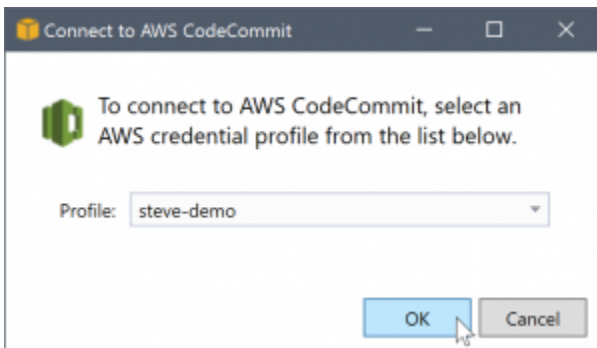 Connect to AWS CodeCommit
To connect to AWS CodeCommit, select an
AWS credential profile from the list below.
Profile: steve-demo
OK Cancel